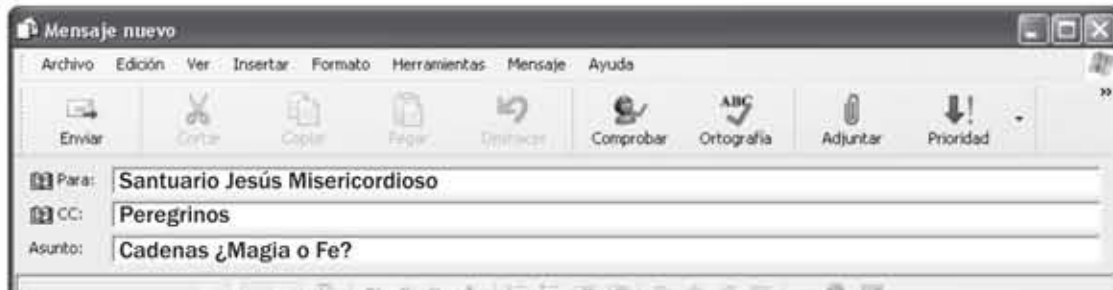 Mensaje nuevo
Archivo Edición Ver Insertar Formato Herramientas Mensaje Ayuda
Enviar Cortar Copiar Pegar Deshacer Comprobar Ortografía Adjuntar Prioridad
Para: Santuario Jesús Misericordioso
CC: Peregrinos
Asunto: Cadenas ¿Magia o Fe?